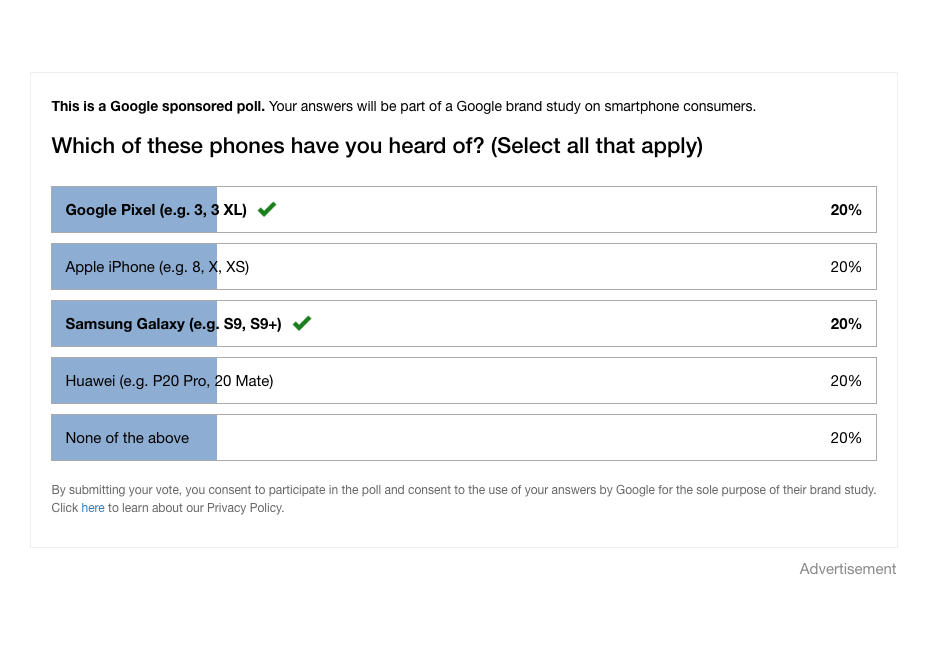 This is a Google sponsored poll. Your answers will be part of a Google brand study on smartphone consumers.
Which of these phones have you heard of? (Select all that apply)
Google Pixel (e.g. 3, 3 XL) 20%
Apple iPhone (e.g. 8, X, XS) 20%
Samsung Galaxy (e.g. S9, S9+) 20%
Huawei (e.g. P20 Pro, 20 Mate) 20%
None of the above 20%
By submitting your vote, you consent to participate in the poll and consent to the use of your answers by Google for the sole purpose of their brand study.
Click here to learn about our Privacy Policy.
Advertisement